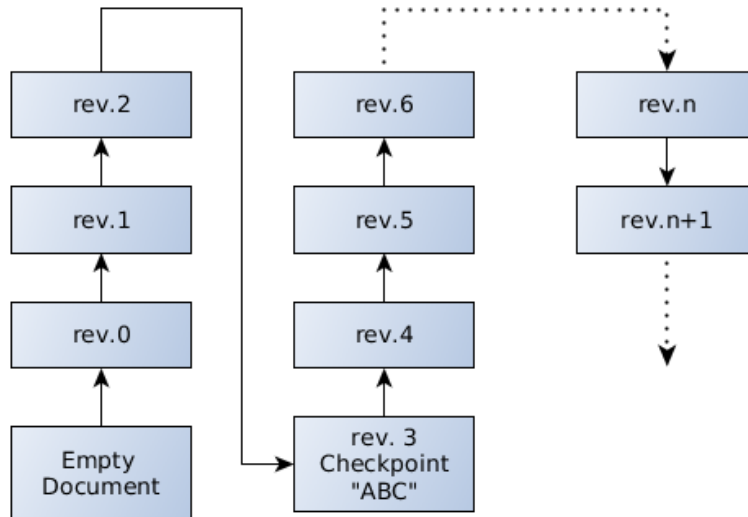 rev.2
rev.6
rev.n
rev.1
rev.5
rev.n+1
rev.0
rev.4
Empty
Document
rev. 3
Checkpoint
"ABC"